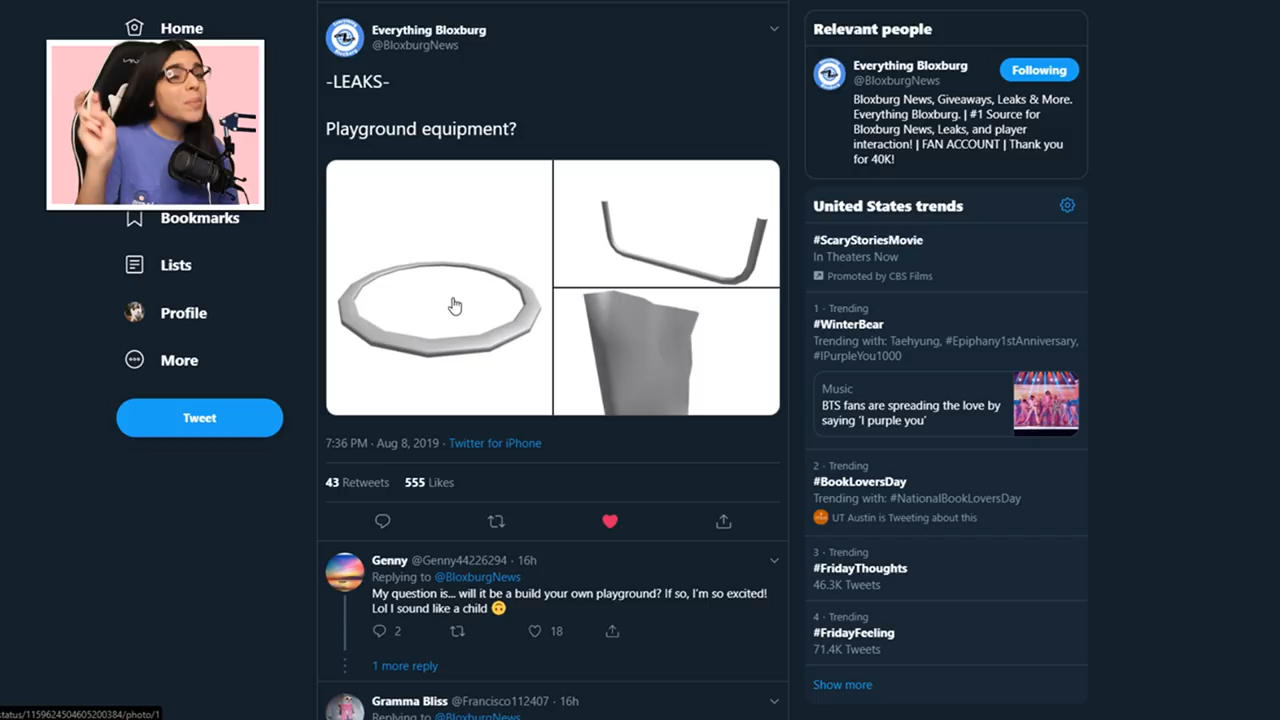 Home
Bookmarks
Lists
Profile
More
Tweet
Everything Bloxburg
@BloxburgNews
-LEAKS-
Playground equipment?
7:36 PM · Aug 8, 2019 · Twitter for iPhone
43 Retweets 555 Likes
Genny @Genny44226294 · 16h
Replying to @BloxburgNews
My question is... will it be a build your own playground? If so, I'm so excited!
Lol I sound like a child 🙃
2
18
1 more reply
Gramma Bliss @Francisco112407 · 16h
Replying to @BloxburgNews
Relevant people
Everything Bloxburg
@BloxburgNews
Following
Bloxburg News, Giveaways, Leaks & More.
Everything Bloxburg. | #1 Source for
Bloxburg News, Leaks, and player
interaction! | FAN ACCOUNT | Thank you
for 40K!
United States trends
#ScaryStoriesMovie
In Theaters Now
Promoted by CBS Films
1 · Trending
#WinterBear
Trending with: Taehyung, #Epiphany1stAnniversary,
#IPurpleYou1000
Music
BTS fans are spreading the love by
saying 'I purple you'
2 · Trending
#BookLoversDay
Trending with: #NationalBookLoversDay
UT Austin is Tweeting about this
3 · Trending
#FridayThoughts
46.3K Tweets
4 · Trending
#FridayFeeling
71.4K Tweets
Show more
status/1159624504605200384/photo/1